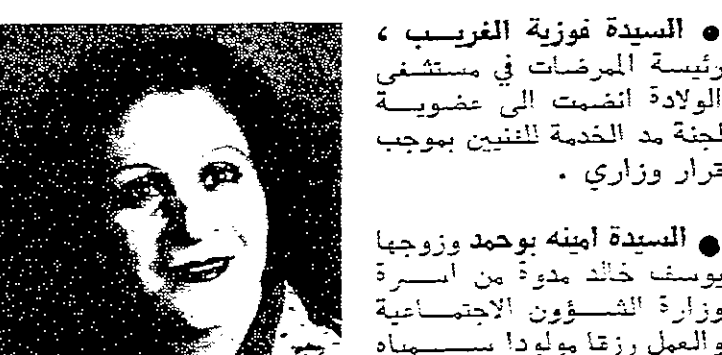 ● السيدة فوزية الغريب ،
رئيسة الممرضات في مستشفى
الولادة انضمت الى عضوية
لجنة مد الخدمة للفنيين بموجب
قرار وزاري .
● السيدة امينه بوحمد وزوجها
يوسف خالد مدوة من اسرة
وزارة الشؤون الاجتماعية
والعمل رزقا مولودا سمياه